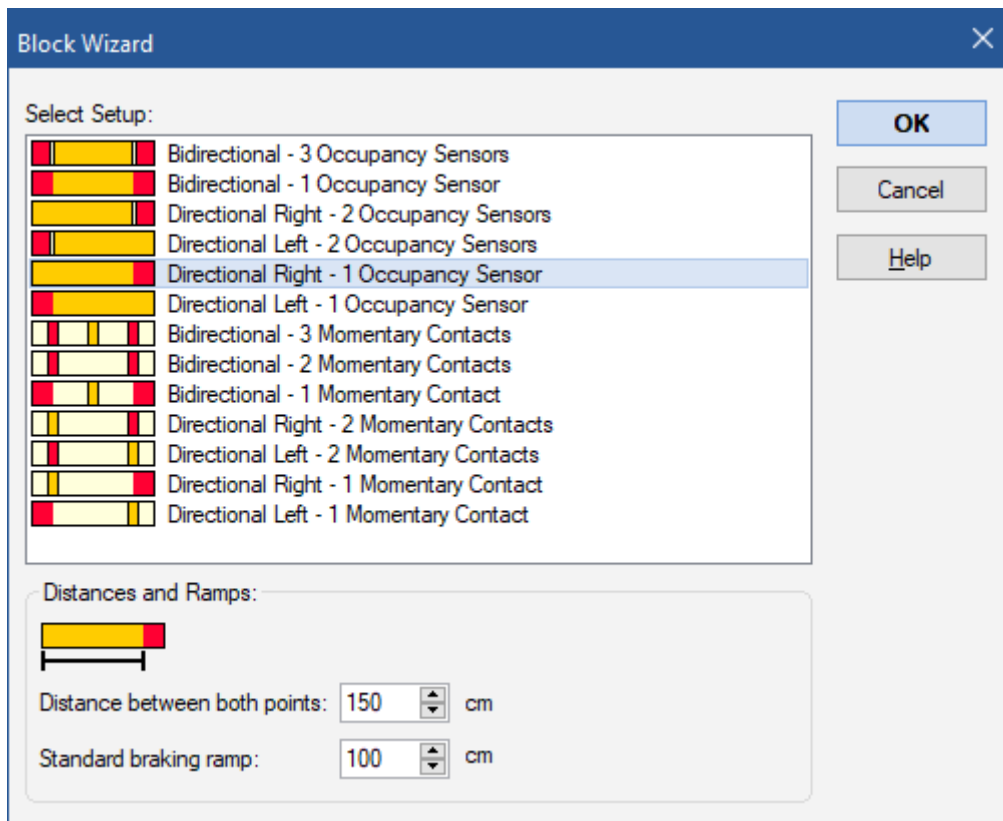 Block Wizard
Select Setup:
OK
Bidirectional - 3 Occupancy Sensors
Bidirectional - 1 Occupancy Sensor
Cancel
Directional Right - 2 Occupancy Sensors
Directional Left - 2 Occupancy Sensors
Help
Directional Right - 1 Occupancy Sensor
Directional Left - 1 Occupancy Sensor
Bidirectional - 3 Momentary Contacts
Bidirectional - 2 Momentary Contacts
Bidirectional - 1 Momentary Contact
Directional Right - 2 Momentary Contacts
Directional Left - 2 Momentary Contacts
Directional Right - 1 Momentary Contact
Directional Left - 1 Momentary Contact
Distances and Ramps:
Distance between both points: 150 cm
Standard braking ramp: 100 cm